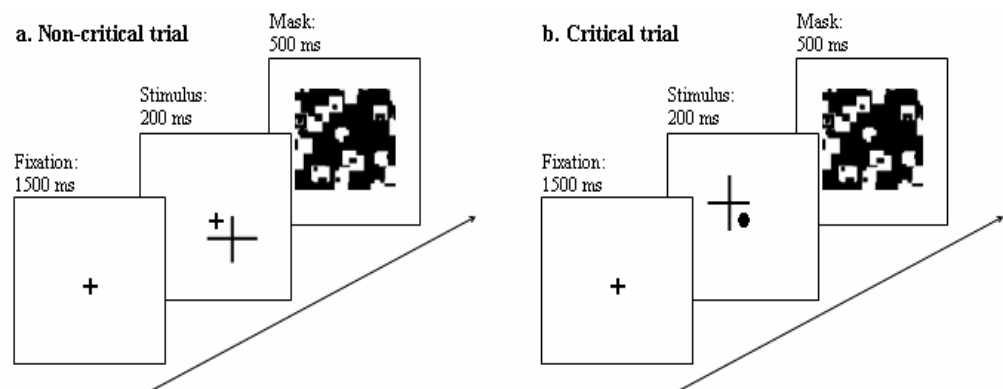 a. Non-critical trial
Mask:
500 ms
Stimulus:
200 ms
Fixation:
1500 ms
b. Critical trial
Mask:
500 ms
Stimulus:
200 ms
Fixation:
1500 ms